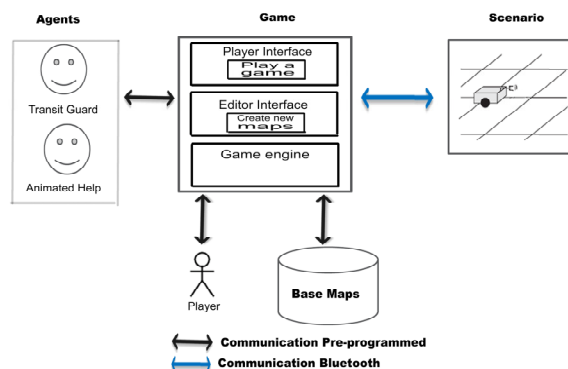 Agents
Game
Scenario
Player Interface
Play a
game
Transit Guard
Editor Interface
Create new
maps
Game engine
Animated Help
Player
Base Maps
Communication Pre-programmed
Communication Bluetooth